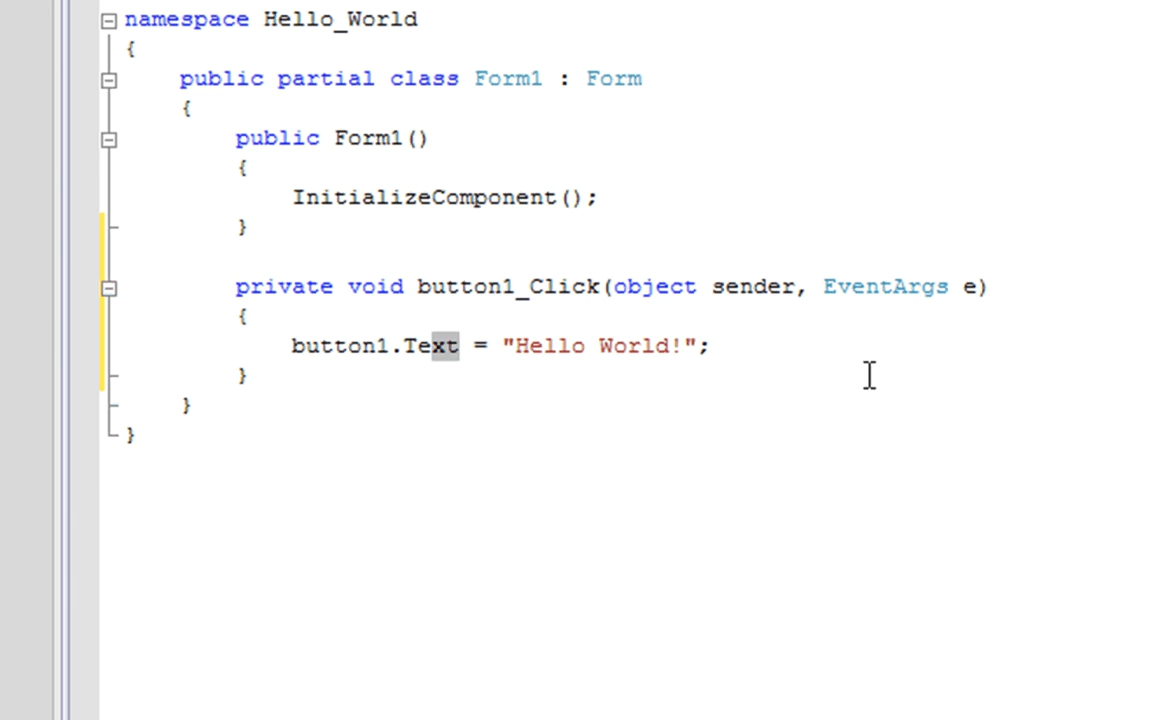 namespace Hello_World
{
public partial class Form1 : Form
{
public Form1()
{
InitializeComponent();
}
private void button1_Click(object sender, EventArgs e)
{
button1.Text = "Hello World!";
}
}
}